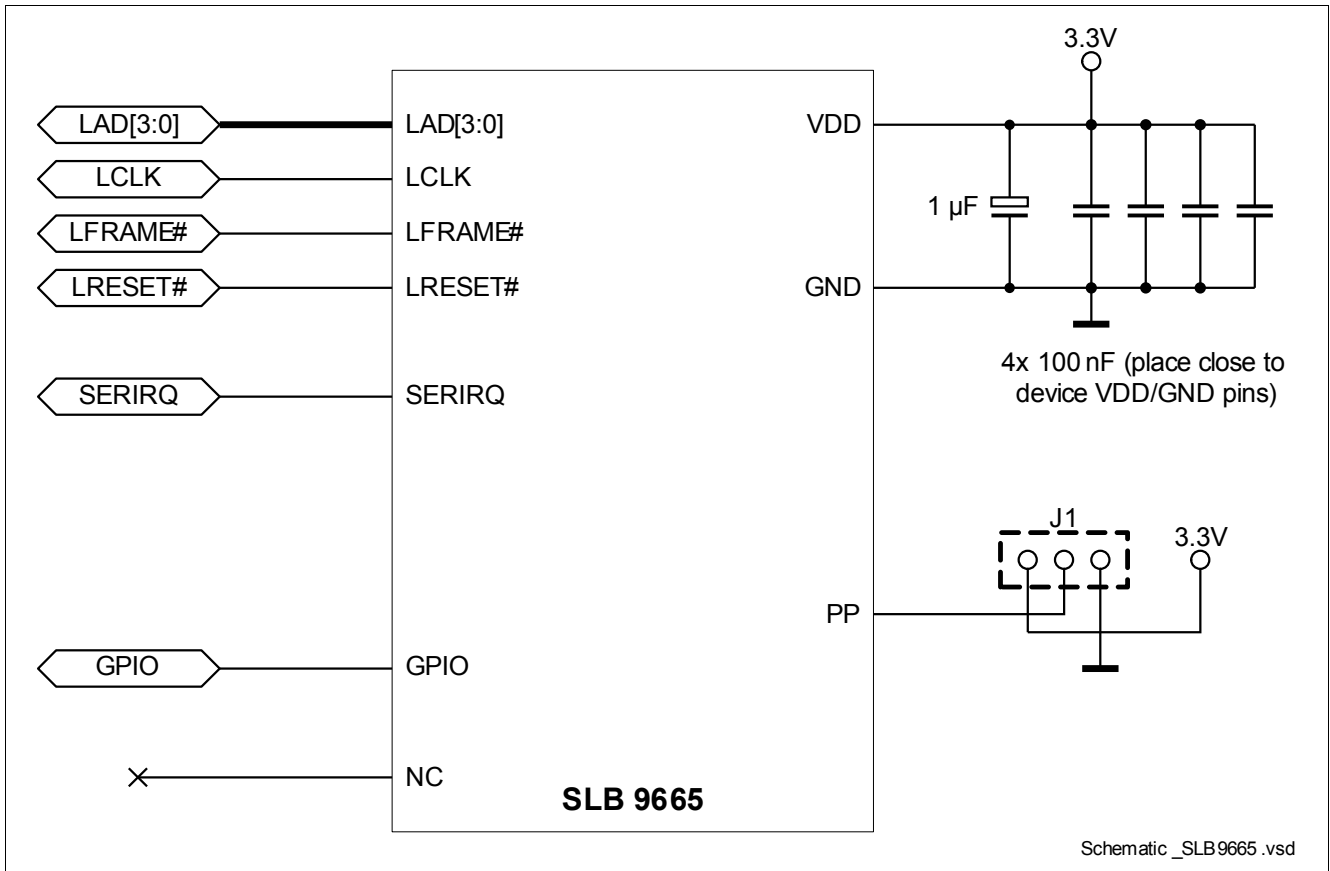 3.3V
LAD[3:0] LAD[3:0] VDD
LCLK LCLK
1 µF
LFRAME# LFRAME#
LRESET# LRESET# GND
4x 100 nF (place close to
device VDD/GND pins)
SERIRQ SERIRQ
J1
3.3V
PP
GPIO GPIO
NC
SLB 9665
Schematic _SLB9665 .vsd